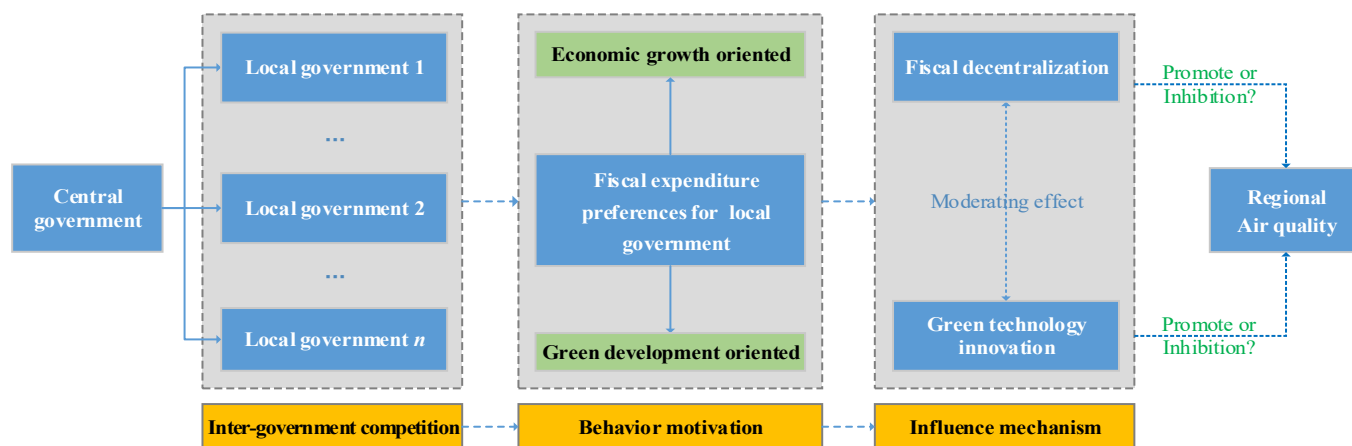 Central
government
Local government 1
...
Local government 2
...
Local government n
Inter-government competition
Economic growth oriented
Fiscal expenditure
preferences for local
government
Green development oriented
Behavior motivation
Fiscal decentralization
Moderating effect
Green technology
innovation
Influence mechanism
Promote or
Inhibition?
Promote or
Inhibition?
Regional
Air quality